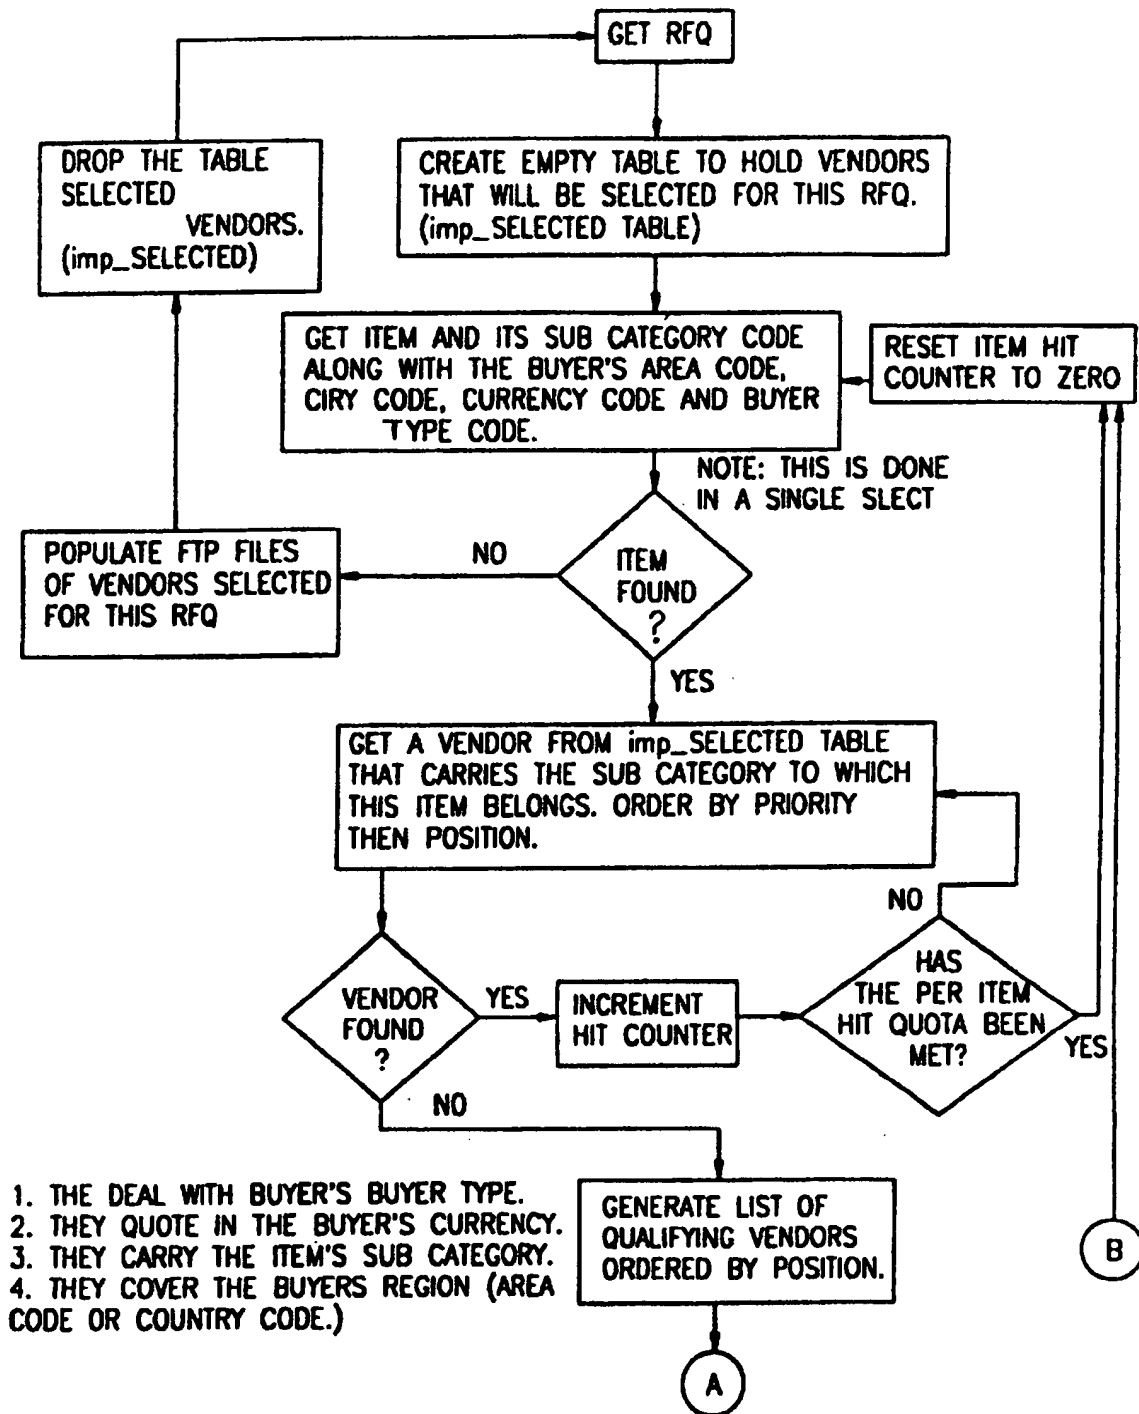 GET RFQ
DROP THE TABLE
SELECTED
VENDORS.
(imp_SELECTED)
CREATE EMPTY TABLE TO HOLD VENDORS
THAT WILL BE SELECTED FOR THIS RFQ.
(imp_SELECTED TABLE)
GET ITEM AND ITS SUB CATEGORY CODE
ALONG WITH THE BUYER'S AREA CODE,
CIRY CODE, CURRENCY CODE AND BUYER
TYPE CODE.
RESET ITEM HIT
COUNTER TO ZERO
NOTE: THIS IS DONE
IN A SINGLE SLECT
POPULATE FTP FILES
OF VENDORS SELECTED
FOR THIS RFQ
NO
ITEM
FOUND
?
YES
GET A VENDOR FROM imp_SELECTED TABLE
THAT CARRIES THE SUB CATEGORY TO WHICH
THIS ITEM BELONGS. ORDER BY PRIORITY
THEN POSITION.
NO
VENDOR
FOUND
?
YES
INCREMENT
HIT COUNTER
HAS
THE PER ITEM
HIT QUOTA BEEN
MET?
YES
NO
1. THE DEAL WITH BUYER'S BUYER TYPE.
2. THEY QUOTE IN THE BUYER'S CURRENCY.
3. THEY CARRY THE ITEM'S SUB CATEGORY.
4. THEY COVER THE BUYERS REGION (AREA
CODE OR COUNTRY CODE.)
GENERATE LIST OF
QUALIFYING VENDORS
ORDERED BY POSITION.
B
A